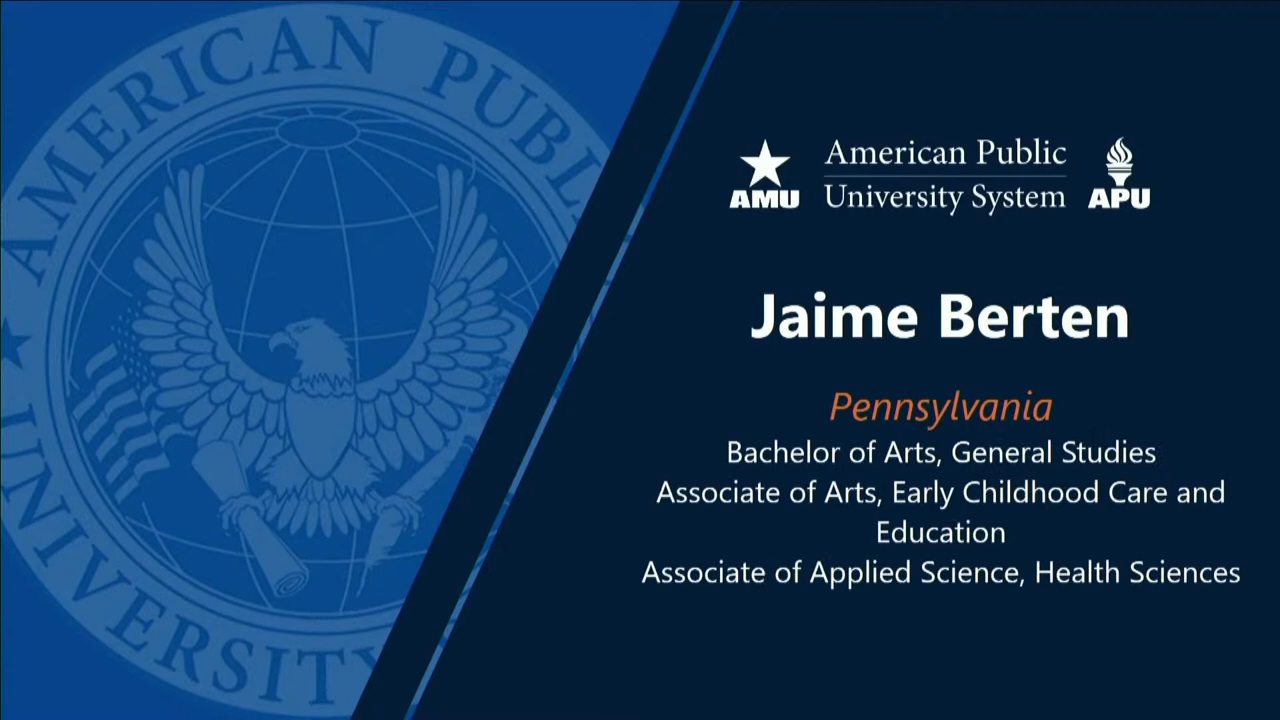 AMERICAN PUBLI
UNIVERSITY
AMU
American Public
University System
APU
Jaime Berten
Pennsylvania
Bachelor of Arts, General Studies
Associate of Arts, Early Childhood Care and
Education
Associate of Applied Science, Health Sciences